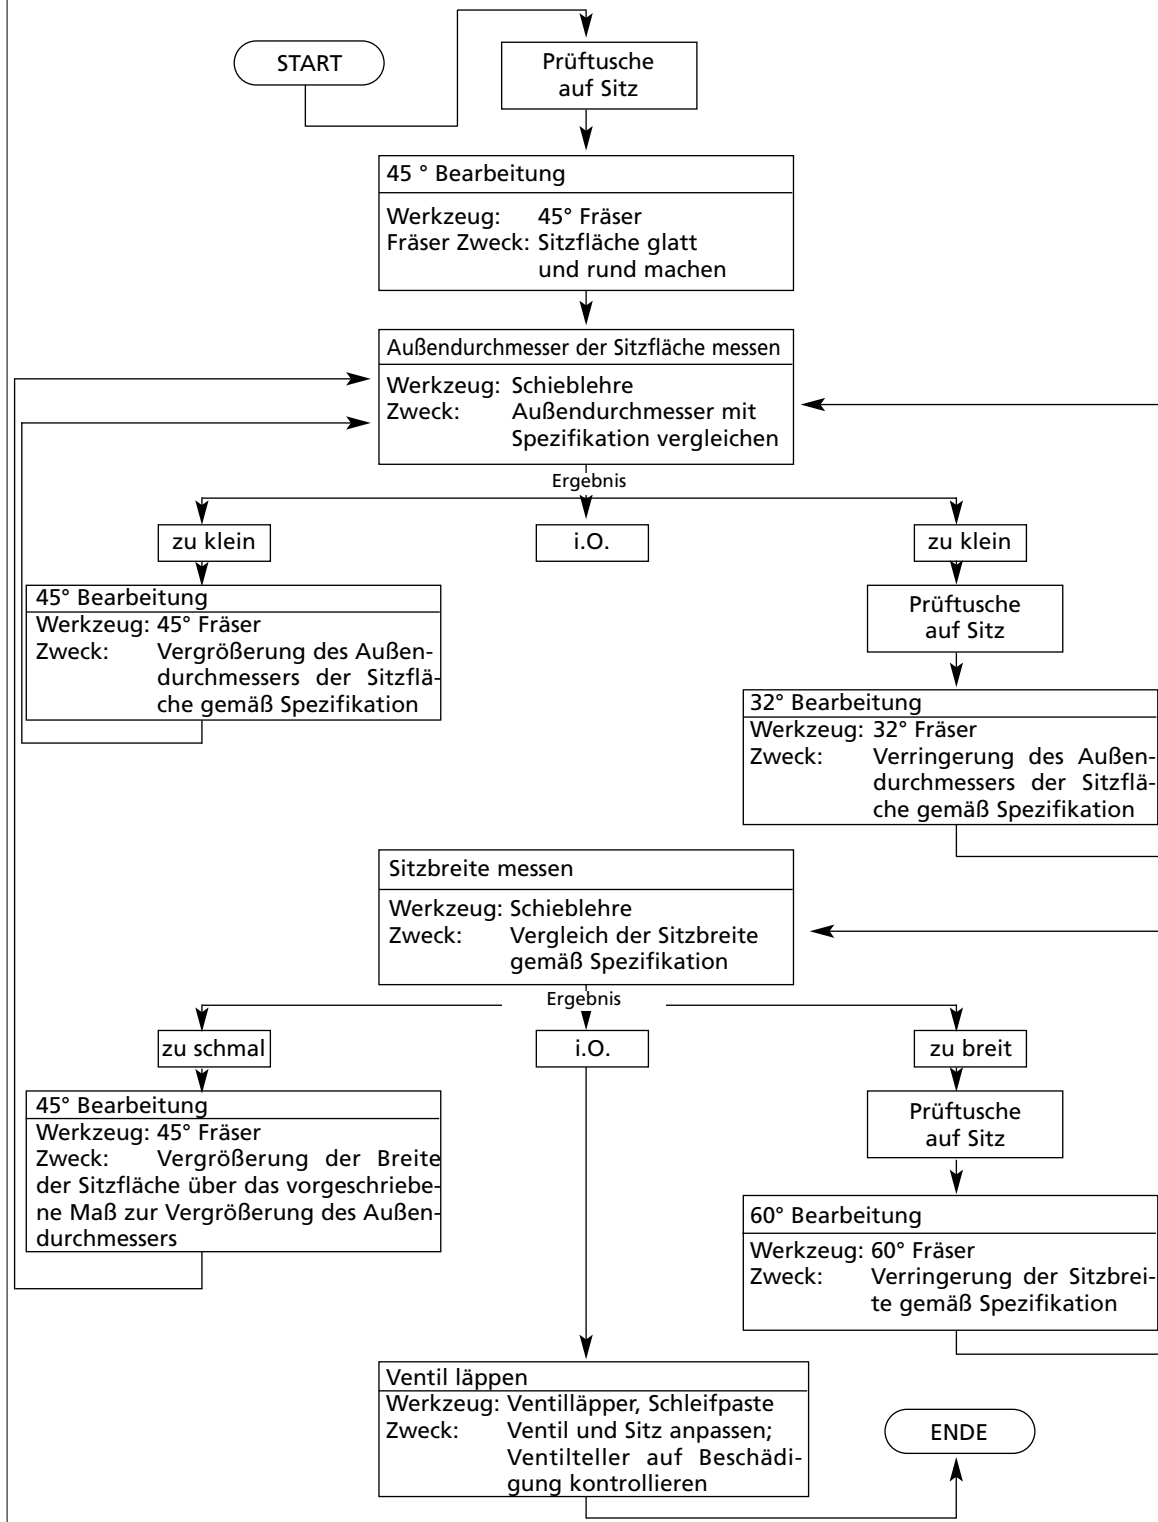 START
Prüftusche
auf Sitz
45 ° Bearbeitung
Werkzeug: 45° Fräser
Fräser Zweck: Sitzfläche glatt
und rund machen
Außendurchmesser der Sitzfläche messen
Werkzeug: Schieblehre
Zweck: Außendurchmesser mit
Spezifikation vergleichen
Ergebnis
zu klein
i.O.
zu klein
45° Bearbeitung
Werkzeug: 45° Fräser
Zweck: Vergrößerung des Außen-
durchmessers der Sitzflä-
che gemäß Spezifikation
Prüftusche
auf Sitz
32° Bearbeitung
Werkzeug: 32° Fräser
Zweck: Verringerung des Außen-
durchmessers der Sitzflä-
che gemäß Spezifikation
Sitzbreite messen
Werkzeug: Schieblehre
Zweck: Vergleich der Sitzbreite
gemäß Spezifikation
Ergebnis
zu schmal
i.O.
zu breit
45° Bearbeitung
Werkzeug: 45° Fräser
Zweck: Vergrößerung der Breite
der Sitzfläche über das vorgeschriebe-
ne Maß zur Vergrößerung des Außen-
durchmessers
Prüftusche
auf Sitz
60° Bearbeitung
Werkzeug: 60° Fräser
Zweck: Verringerung der Sitzbrei-
te gemäß Spezifikation
Ventil läppen
Werkzeug: Ventilläpper, Schleifpaste
Zweck: Ventil und Sitz anpassen;
Ventilteller auf Beschädi-
gung kontrollieren
ENDE